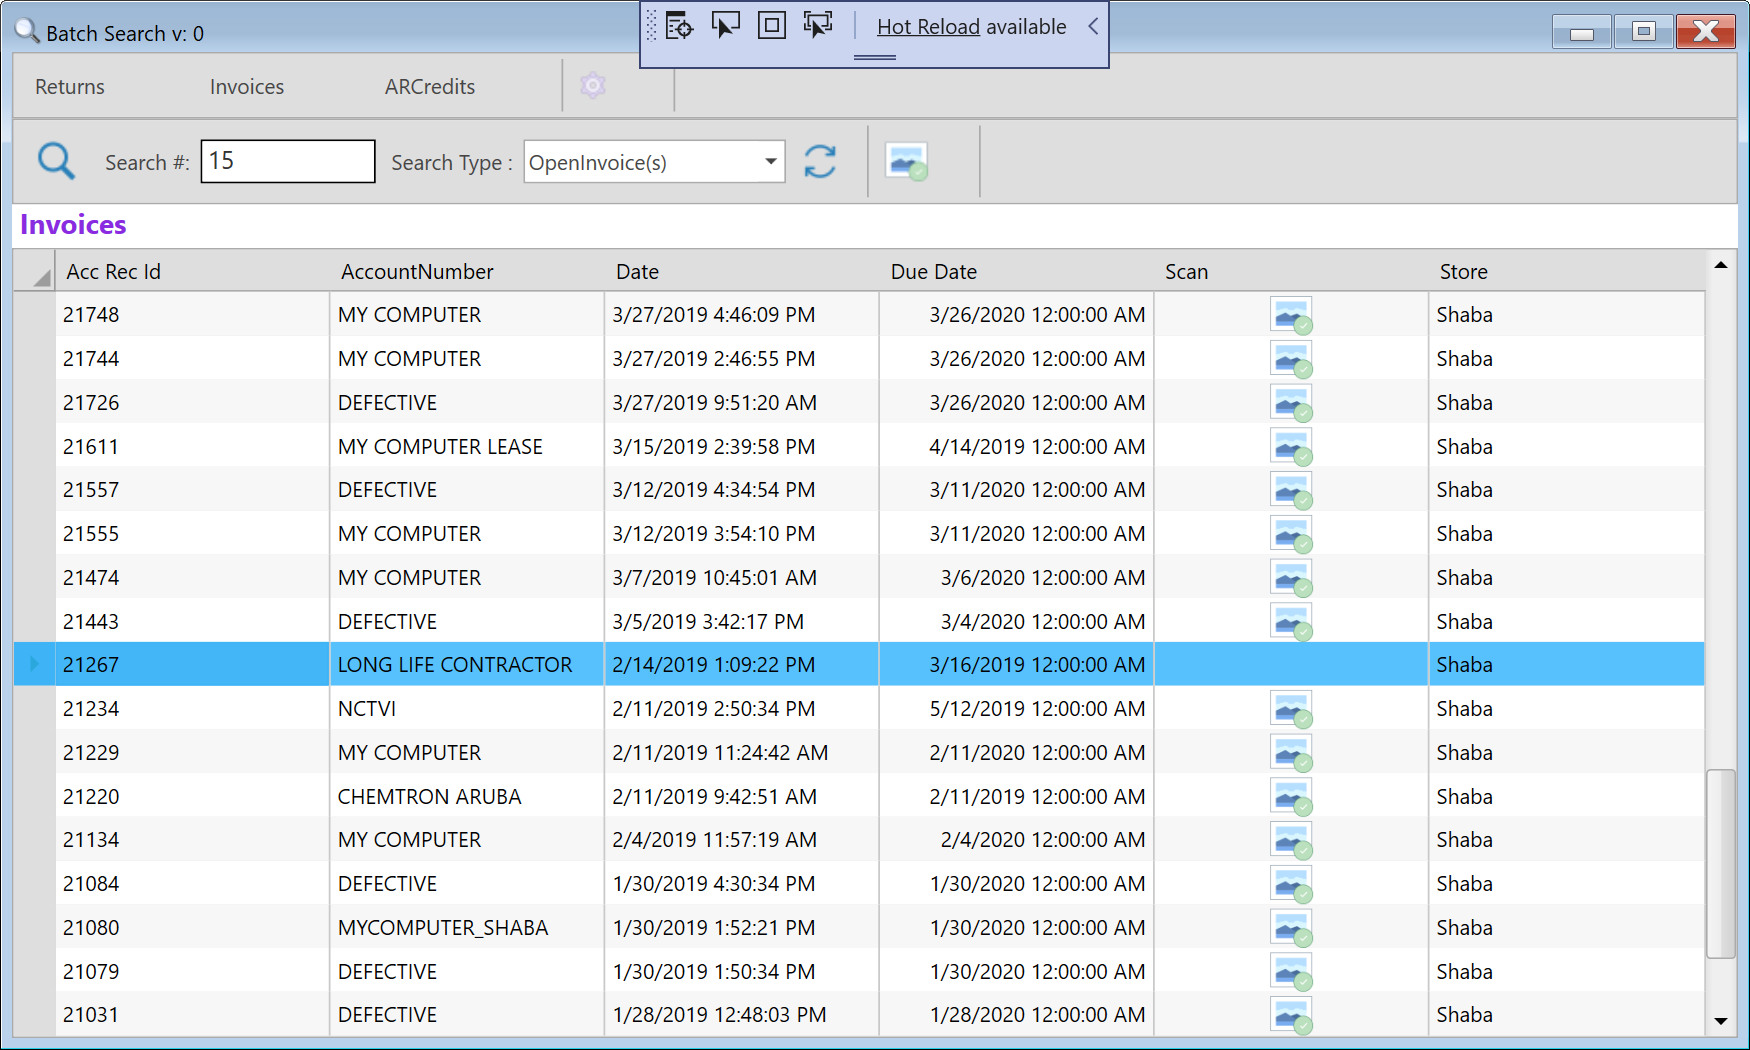 Batch Search v: 0
Hot Reload available
Returns Invoices ARCredits
Search #: 15 Search Type : OpenInvoice(s)
Invoices
Acc Rec Id AccountNumber Date Due Date Scan Store
21748 MY COMPUTER 3/27/2019 4:46:09 PM 3/26/2020 12:00:00 AM Shaba
21744 MY COMPUTER 3/27/2019 2:46:55 PM 3/26/2020 12:00:00 AM Shaba
21726 DEFECTIVE 3/27/2019 9:51:20 AM 3/26/2020 12:00:00 AM Shaba
21611 MY COMPUTER LEASE 3/15/2019 2:39:58 PM 4/14/2019 12:00:00 AM Shaba
21557 DEFECTIVE 3/12/2019 4:34:54 PM 3/11/2020 12:00:00 AM Shaba
21555 MY COMPUTER 3/12/2019 3:54:10 PM 3/11/2020 12:00:00 AM Shaba
21474 MY COMPUTER 3/7/2019 10:45:01 AM 3/6/2020 12:00:00 AM Shaba
21443 DEFECTIVE 3/5/2019 3:42:17 PM 3/4/2020 12:00:00 AM Shaba
21267 LONG LIFE CONTRACTOR 2/14/2019 1:09:22 PM 3/16/2019 12:00:00 AM Shaba
21234 NCTVI 2/11/2019 2:50:34 PM 5/12/2019 12:00:00 AM Shaba
21229 MY COMPUTER 2/11/2019 11:24:42 AM 2/11/2020 12:00:00 AM Shaba
21220 CHEMTRON ARUBA 2/11/2019 9:42:51 AM 2/11/2019 12:00:00 AM Shaba
21134 MY COMPUTER 2/4/2019 11:57:19 AM 2/4/2020 12:00:00 AM Shaba
21084 DEFECTIVE 1/30/2019 4:30:34 PM 1/30/2020 12:00:00 AM Shaba
21080 MYCOMPUTER_SHABA 1/30/2019 1:52:21 PM 1/30/2020 12:00:00 AM Shaba
21079 DEFECTIVE 1/30/2019 1:50:34 PM 1/30/2020 12:00:00 AM Shaba
21031 DEFECTIVE 1/28/2019 12:48:03 PM 1/28/2020 12:00:00 AM Shaba